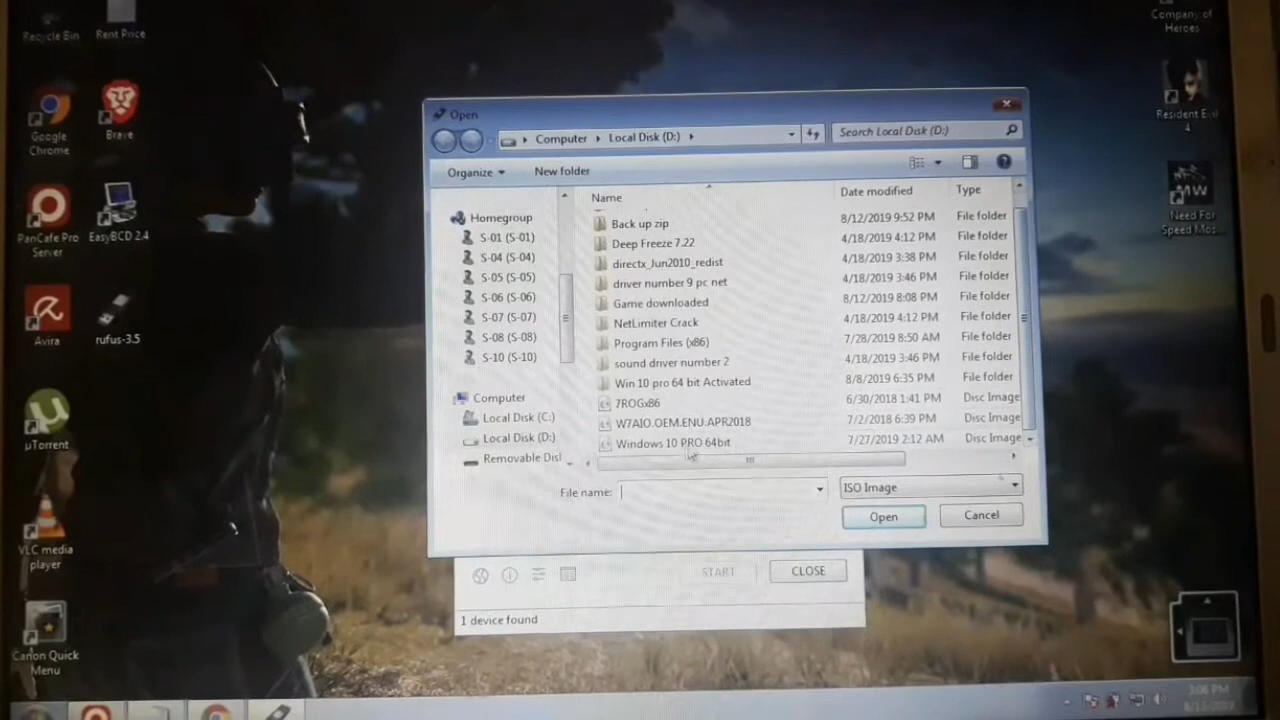 Recycle Bin
Rent Price
Google
Chrome
Brave
PanCafe Pro
Server
EasyBCD 2.4
Avira
rufus-3.5
µTorrent
VLC media
player
Canon Quick
Menu
Company of
Heroes
Resident Evil
4
MW
Need For
Speed Mos...
Open
Computer
Local Disk (D:)
Search Local Disk (D:)
Organize
New folder
Homegroup
S-01 (S-01)
S-04 (S-04)
S-05 (S-05)
S-06 (S-06)
S-07 (S-07)
S-08 (S-08)
S-10 (S-10)
Computer
Local Disk (C:)
Local Disk (D:)
Removable Disl
Name Date modified Type
Back up zip 8/12/2019 9:52 PM File folder
Deep Freeze 7.22 4/18/2019 4:12 PM File folder
directx_Jun2010_redist 4/18/2019 3:38 PM File folder
driver number 9 pc net 4/18/2019 3:46 PM File folder
Game downloaded 8/12/2019 8:08 PM File folder
NetLimiter Crack 4/18/2019 4:12 PM File folder
Program Files (x86) 7/28/2019 8:50 AM File folder
sound driver number 2 4/18/2019 3:46 PM File folder
Win 10 pro 64 bit Activated 8/8/2019 6:35 PM File folder
7ROGx86 6/30/2018 1:41 PM Disc Image
W7AIO.OEM.ENU.APR2018 7/2/2018 6:39 PM Disc Image
Windows 10 PRO 64bit 7/27/2019 2:12 AM Disc Image
File name:
ISO Image
Open
Cancel
START
CLOSE
1 device found
3:06 PM